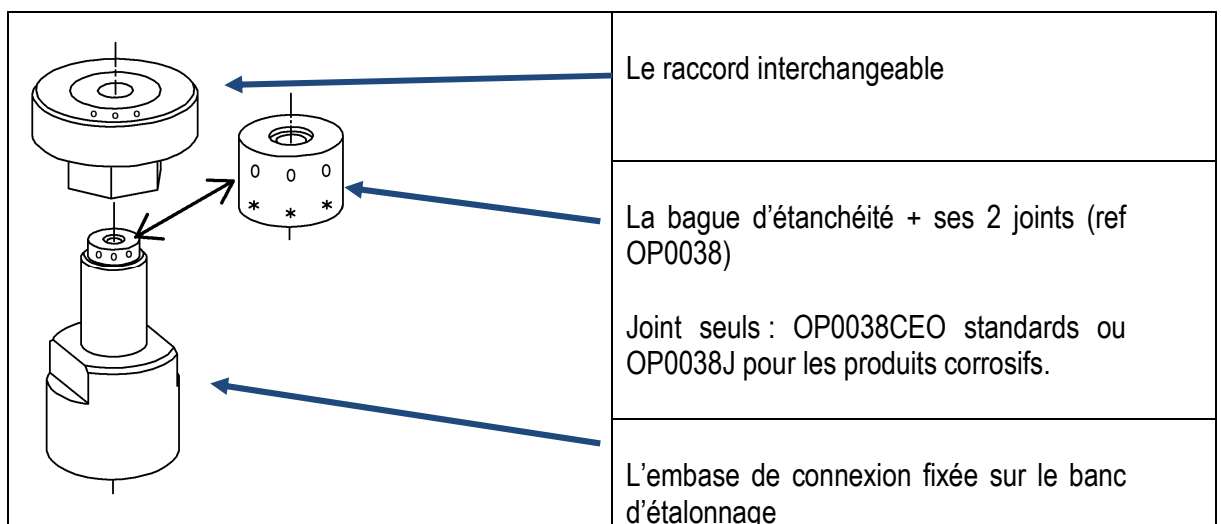 Le raccord interchangeable
La bague d'étanchéité + ses 2 joints (ref
OP0038)
Joint seuls : OP0038CEO standards ou
OP0038J pour les produits corrosifs.
L'embase de connexion fixée sur le banc
d'étalonnage